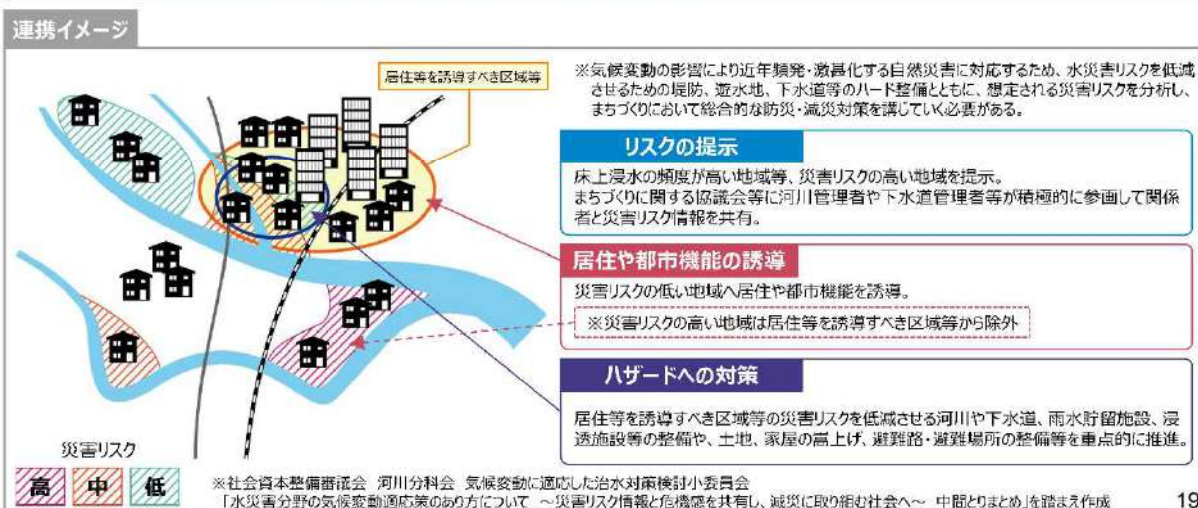 連携イメージ
居住等を誘導すべき区域等
※気候変動の影響により近年頻発・激甚化する自然災害に対応するため、水災害リスクを低減
させるための堤防、遊水地、下水道等のハード整備とともに、想定される災害リスクを分析し、
まちづくりにおいて総合的な防災・減災対策を講じていく必要がある。
リスクの提示
床上浸水の頻度が高い地域等、災害リスクの高い地域を提示。
まちづくりに関する協議会等に河川管理者や下水道管理者等が積極的に参画して関係
者と災害リスク情報を共有。
居住や都市機能の誘導
災害リスクの低い地域へ居住や都市機能を誘導。
※災害リスクの高い地域は居住等を誘導すべき区域等から除外
ハザードへの対策
居住等を誘導すべき区域等の災害リスクを低減させる河川や下水道、雨水貯留施設、浸
透施設等の整備や、土地、家屋の嵩上げ、避難路・避難場所の整備等を重点的に推進。
災害リスク
高 中 低
※社会資本整備審議会 河川分科会 気候変動に適応した治水対策検討小委員会
「水災害分野の気候変動適応策のあり方について ～災害リスク情報と危機感を共有し、減災に取り組む社会へ～ 中間とりまとめ」を踏まえ作成
19